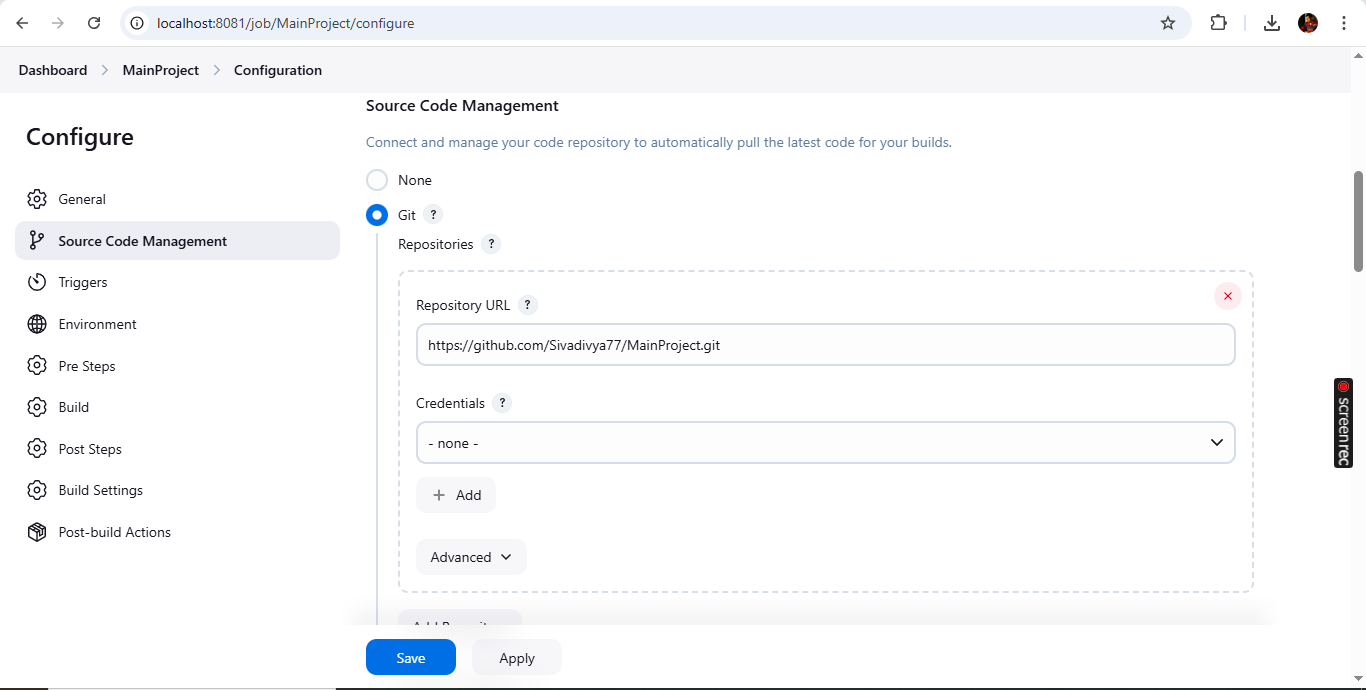 localhost:8081/job/MainProject/configure
Dashboard > MainProject > Configuration
Configure
General
Source Code Management
Triggers
Environment
Pre Steps
Build
Post Steps
Build Settings
Post-build Actions
Source Code Management
Connect and manage your code repository to automatically pull the latest code for your builds.
None
Git ?
Repositories ?
Repository URL ?
https://github.com/Sivadivya77/MainProject.git
Credentials ?
- none -
+ Add
Advanced
Save
Apply
screenrec